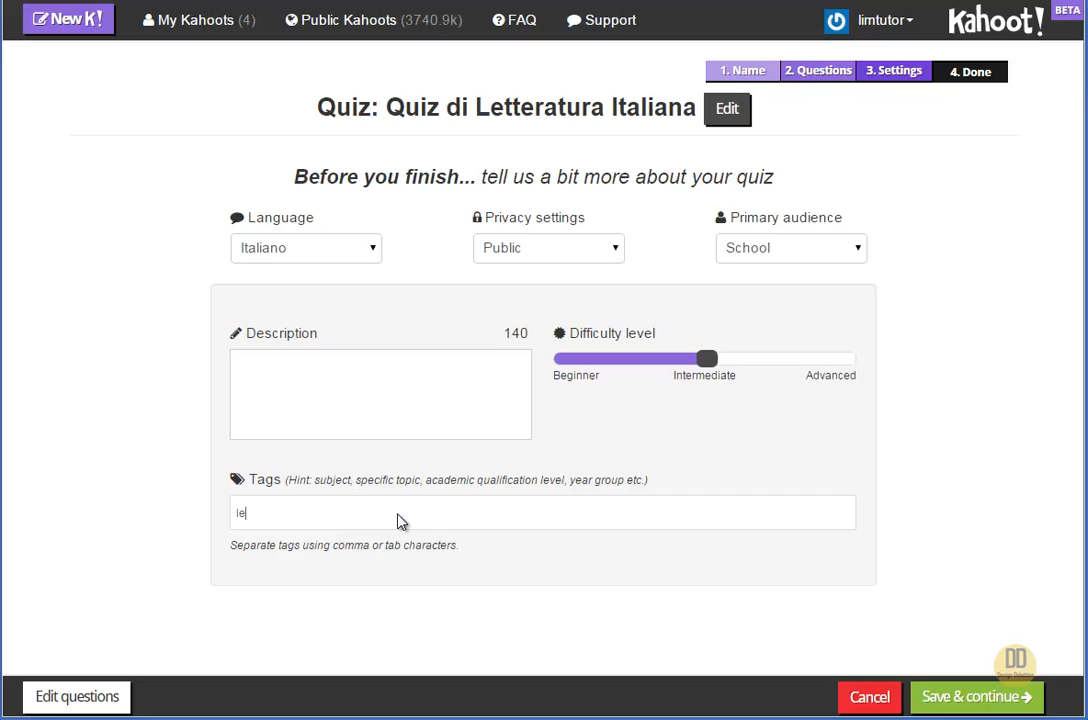 New K! My Kahoots (4) Public Kahoots (3740.9k) FAQ Support limtutor Kahoot! BETA
1. Name 2. Questions 3. Settings 4. Done
Quiz: Quiz di Letteratura Italiana Edit
Before you finish... tell us a bit more about your quiz
Language Privacy settings Primary audience
Italiano Public School
Description 140 Difficulty level
Beginner Intermediate Advanced
Tags (Hint: subject, specific topic, academic qualification level, year group etc.)
le
Separate tags using comma or tab characters.
DD
Edit questions Cancel Save & continue